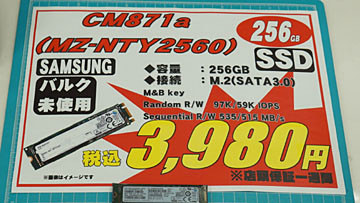 CM871a
(MZ-NTY2560)
256GB
SSD
SAMSUNG
バルク
未使用
◆容量 : 256GB
◆接続 : M.2(SATA3.0)
M&B key
Random R/W 97K/59K IOPS
Sequential R/W 535/515 MB/s
税込 3,980円
※画像はイメージです
※店頭保証一週間